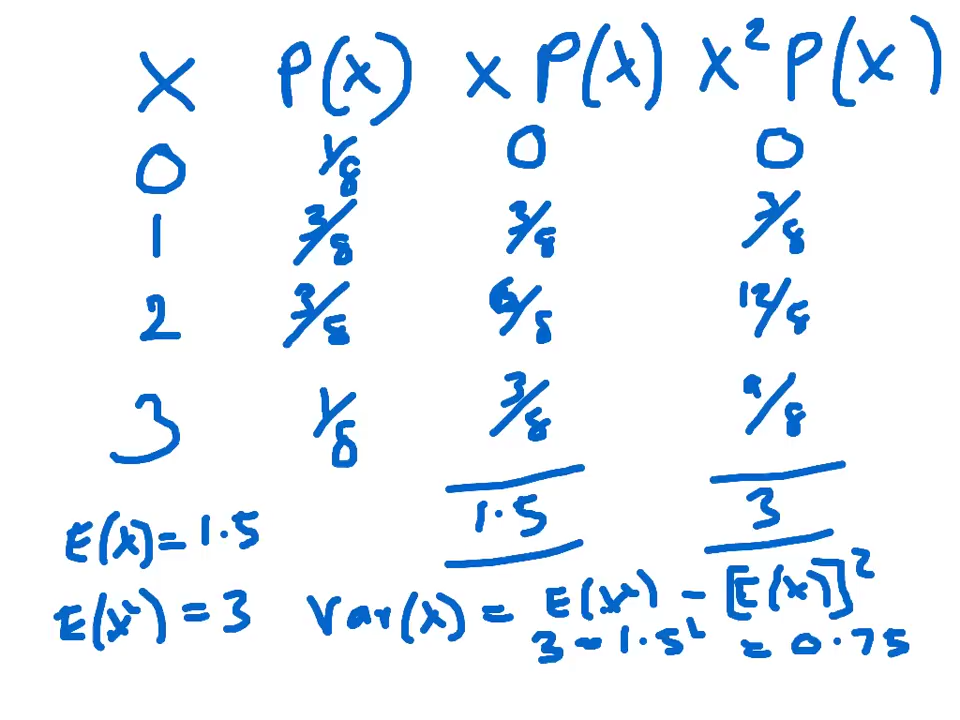 X P(x) x P(x) x² P(x)
0 1/8 0 0
1 3/8 3/8 3/8
2 3/8 6/8 12/8
3 1/8 3/8 9/8
1.5 3
E(x) = 1.5
E(x²) = 3 Var(x) = E(x²) - [E(x)]²
3 - 1.5² = 0.75